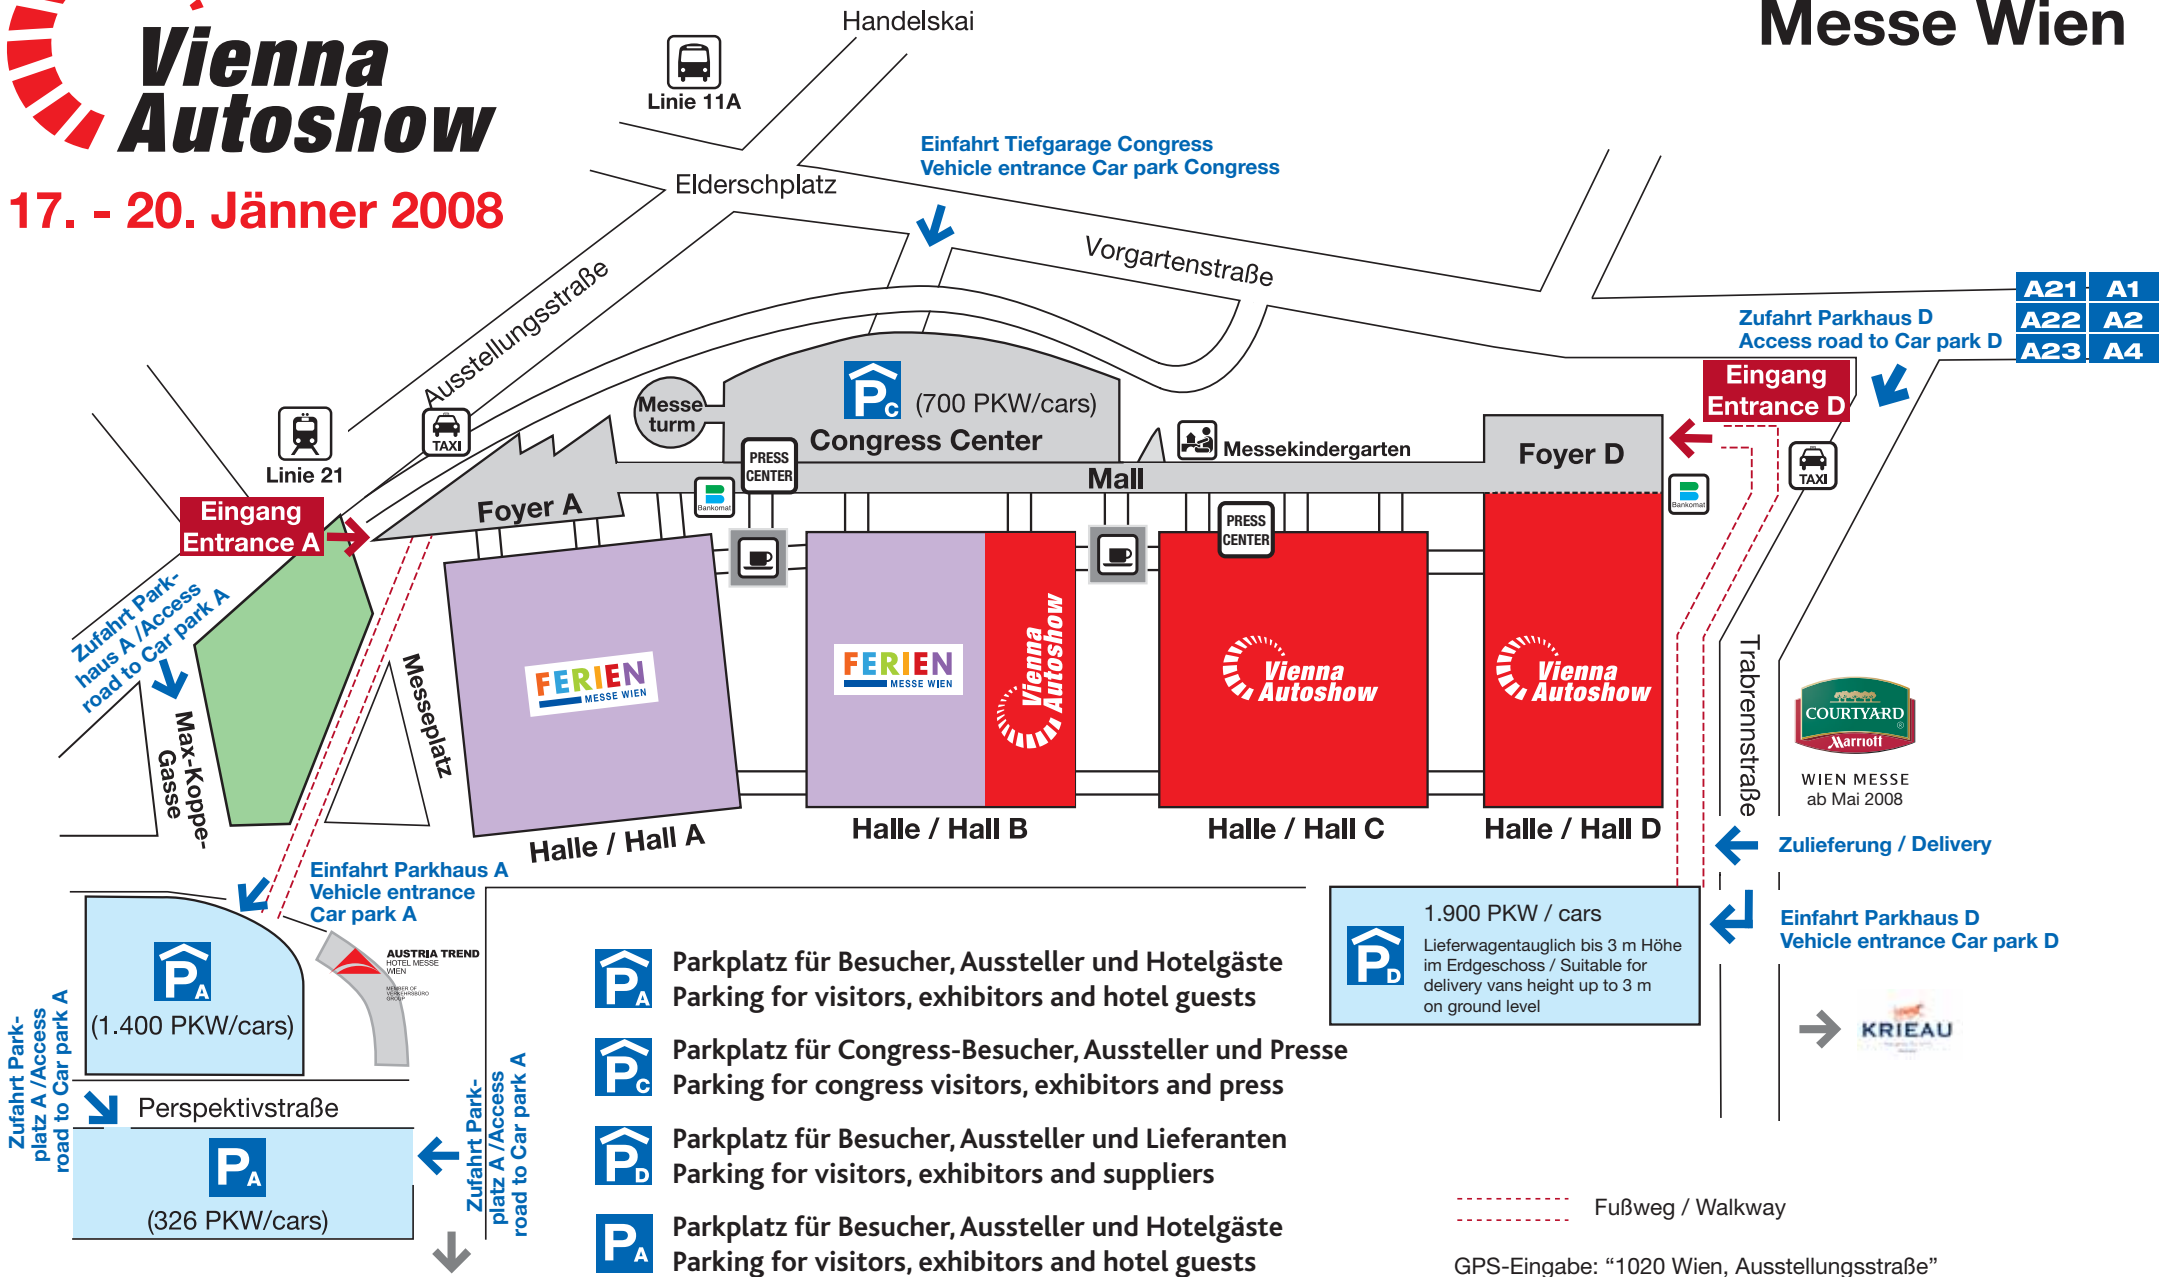 Vienna
Autoshow
17. - 20. Jänner 2008
Messe Wien
Handelskai
Linie 11A
Einfahrt Tiefgarage Congress
Vehicle entrance Car park Congress
Elderschplatz
Vorgartenstraße
Ausstellungsstraße
A21 A1
A22 A2
A23 A4
Zufahrt Parkhaus D
Access road to Car park D
Eingang
Entrance D
TAXI
Linie 21
TAXI
Messe
turm
P C (700 PKW/cars)
Congress Center
PRESS
CENTER
Messekindergarten
Foyer D
Mall
Bankomat
Bankomat
Foyer A
Eingang
Entrance A
PRESS
CENTER
Zufahrt Park-
haus A /Access
road to Car park A
Max-Koppe-
Gasse
Messeplatz
FERIEN
MESSE WIEN
FERIEN
MESSE WIEN
Vienna
Autoshow
Vienna
Autoshow
Vienna
Autoshow
Trabrennstraße
COURTYARD
®
Marriott
WIEN MESSE
ab Mai 2008
Halle / Hall A
Halle / Hall B
Halle / Hall C
Halle / Hall D
Zulieferung / Delivery
Einfahrt Parkhaus A
Vehicle entrance
Car park A
Einfahrt Parkhaus D
Vehicle entrance Car park D
P D
1.900 PKW / cars
Lieferwagentauglich bis 3 m Höhe
im Erdgeschoss / Suitable for
delivery vans height up to 3 m
on ground level
P A
(1.400 PKW/cars)
AUSTRIA TREND
HOTEL MESSE
WIEN
MEMBER OF
VERKEHRSBÜRO
GROUP
KRIEAU
Zufahrt Park-
platz A /Access
road to Car park A
Perspektivstraße
P A
(326 PKW/cars)
Zufahrt Park-
platz A /Access
road to Car park A
P A
Parkplatz für Besucher, Aussteller und Hotelgäste
Parking for visitors, exhibitors and hotel guests
P C
Parkplatz für Congress-Besucher, Aussteller und Presse
Parking for congress visitors, exhibitors and press
P D
Parkplatz für Besucher, Aussteller und Lieferanten
Parking for visitors, exhibitors and suppliers
P A
Parkplatz für Besucher, Aussteller und Hotelgäste
Parking for visitors, exhibitors and hotel guests
Fußweg / Walkway
GPS-Eingabe: “1020 Wien, Ausstellungsstraße”